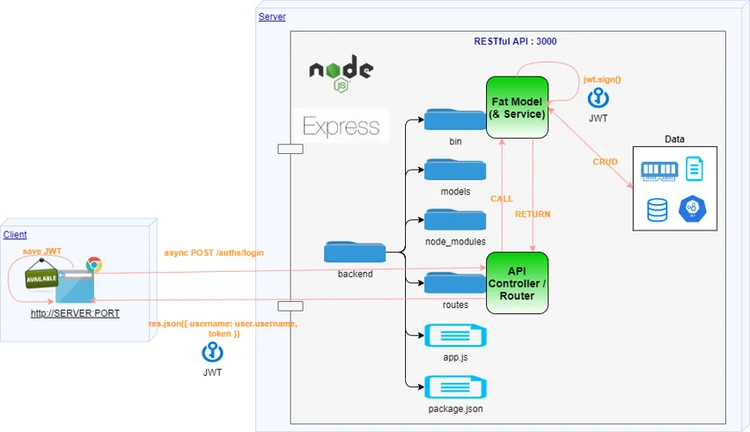 Server
RESTful API : 3000
node
JS
jwt.sign()
Fat Model
(& Service)
JWT
Express
bin
Data
CRUD
models
CALL
RETURN
node_modules
Client
save JWT
async POST /auths/login
AVAILABLE
backend
API
Controller /
Router
routes
http://SERVER:PORT
res.json({ username: user.username,
token })
JWT
app.js
package.json